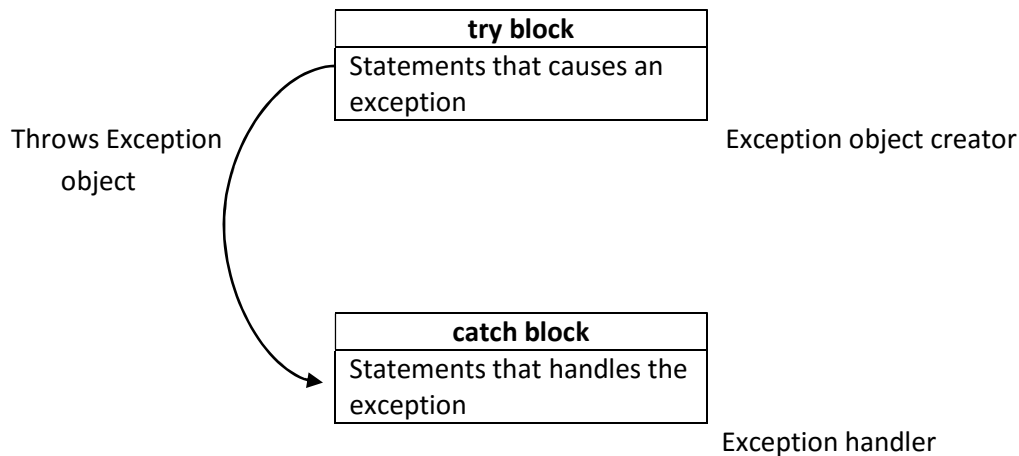 try block
Statements that causes an
exception
Throws Exception
object
Exception object creator
catch block
Statements that handles the
exception
Exception handler